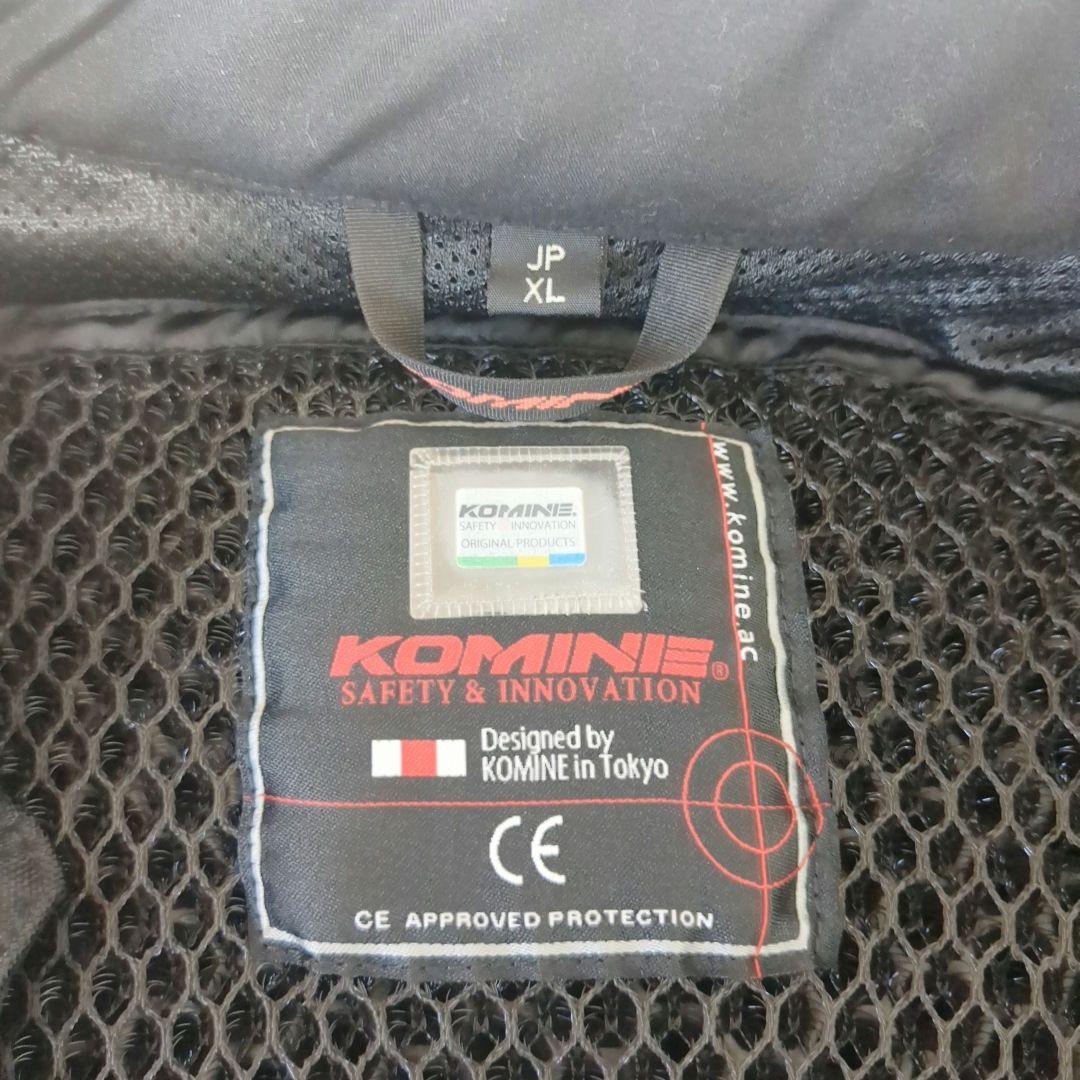 JP
XL
KOMINE
SAFETY & INNOVATION
ORIGINAL PRODUCTS
www.komine.ac
KOMINE®
SAFETY & INNOVATION
Designed by
KOMINE in Tokyo
CE
CE APPROVED PROTECTION